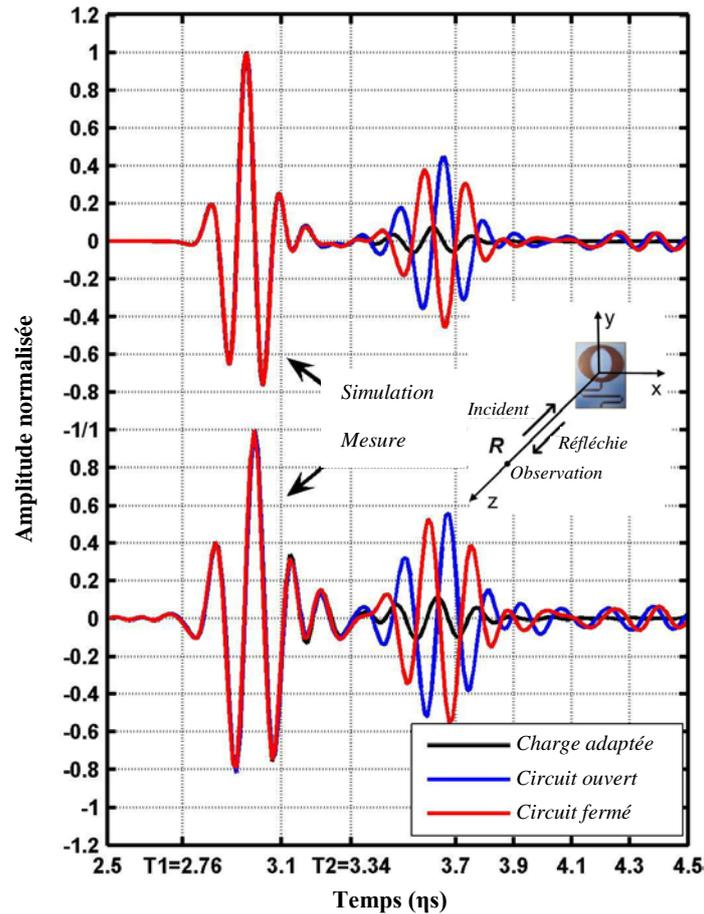 1.2
1
0.8
0.6
0.4
0.2
0
-0.2
-0.4
-0.6
-0.8
-1/1
0.8
0.6
0.4
0.2
0
-0.2
-0.4
-0.6
-0.8
-1
-1.2
Amplitude normalisée
Simulation
Mesure
y
x
Incident
Réfléchie
R
Observation
z
Charge adaptée
Circuit ouvert
Circuit fermé
2.5 T1=2.76 3.1 T2=3.34 3.7 3.9 4.1 4.3 4.5
Temps (ηs)